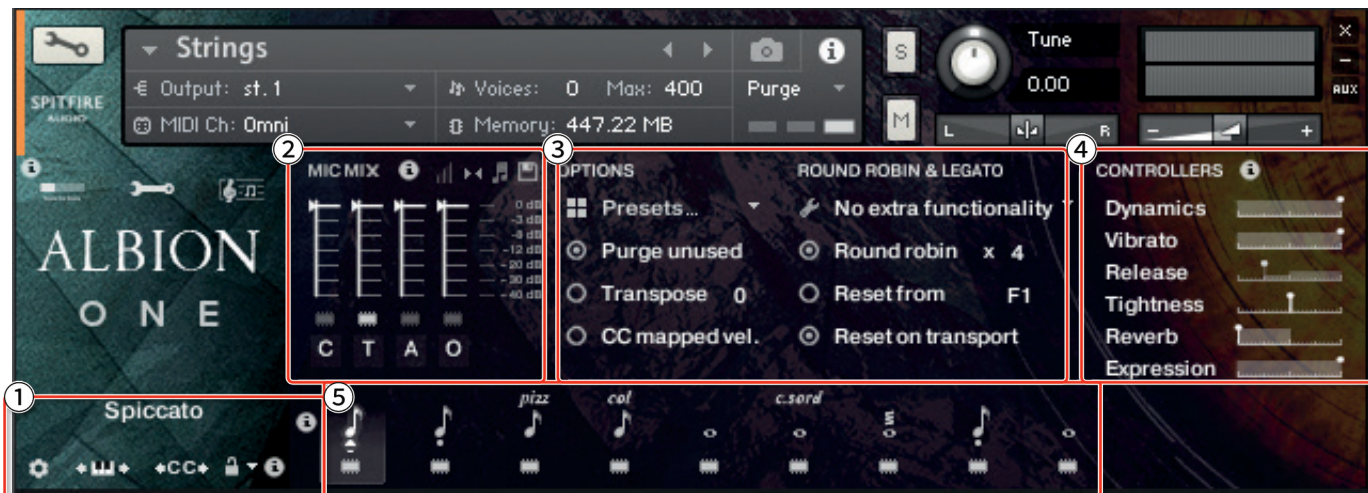 Strings
S
Tune
0.00
SPITFIRE
AUDIO
Output: st. 1
Voices: 0 Max: 400
Purge
MIDI Ch: Omni
Memory: 447.22 MB
M
L R
- +
×
-
AUX
ALBION
ONE
②
MIC MIX
0 dB
-3 dB
-12 dB
-20 dB
-30 dB
-40 dB
C T A O
③
OPTIONS
Presets...
Purge unused
Transpose 0
CC mapped vel.
ROUND ROBIN & LEGATO
No extra functionality
Round robin x 4
Reset from F1
Reset on transport
④
CONTROLLERS
Dynamics
Vibrato
Release
Tightness
Reverb
Expression
①
Spiccato
CC
⑤
pizz col c.sord